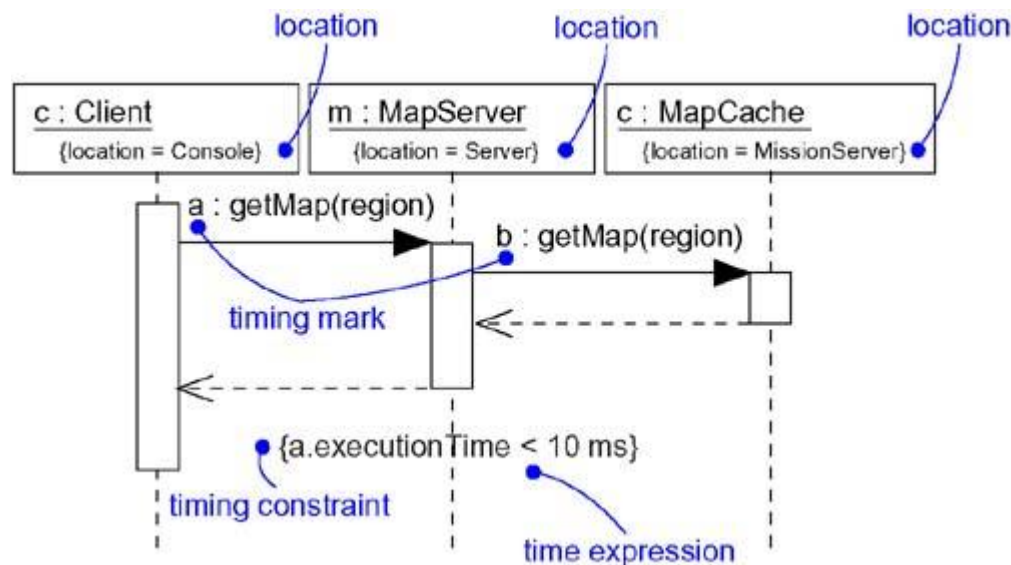 location
location
location
c : Client
{location = Console}
m : MapServer
{location = Server}
c : MapCache
{location = MissionServer}
a : getMap(region)
b : getMap(region)
timing mark
{a.executionTime < 10 ms}
timing constraint
time expression